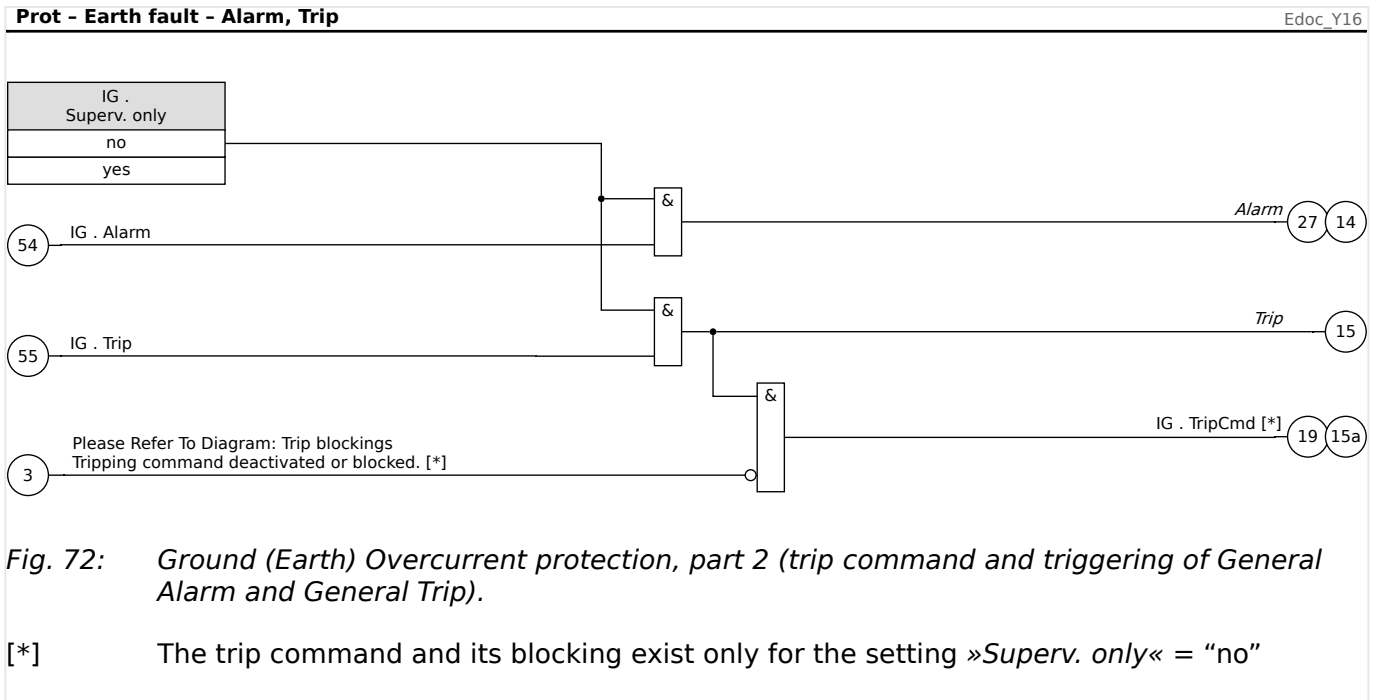 Prot – Earth fault – Alarm, Trip
Edoc_Y16
IG .
Superv. only
no
yes
&
Alarm
27
14
54
IG . Alarm
&
Trip
15
55
IG . Trip
&
IG . TripCmd [*]
19
15a
Please Refer To Diagram: Trip blockings
Tripping command deactivated or blocked. [*]
3
Fig. 72: Ground (Earth) Overcurrent protection, part 2 (trip command and triggering of General
Alarm and General Trip).
[*] The trip command and its blocking exist only for the setting »Superv. only« = “no”